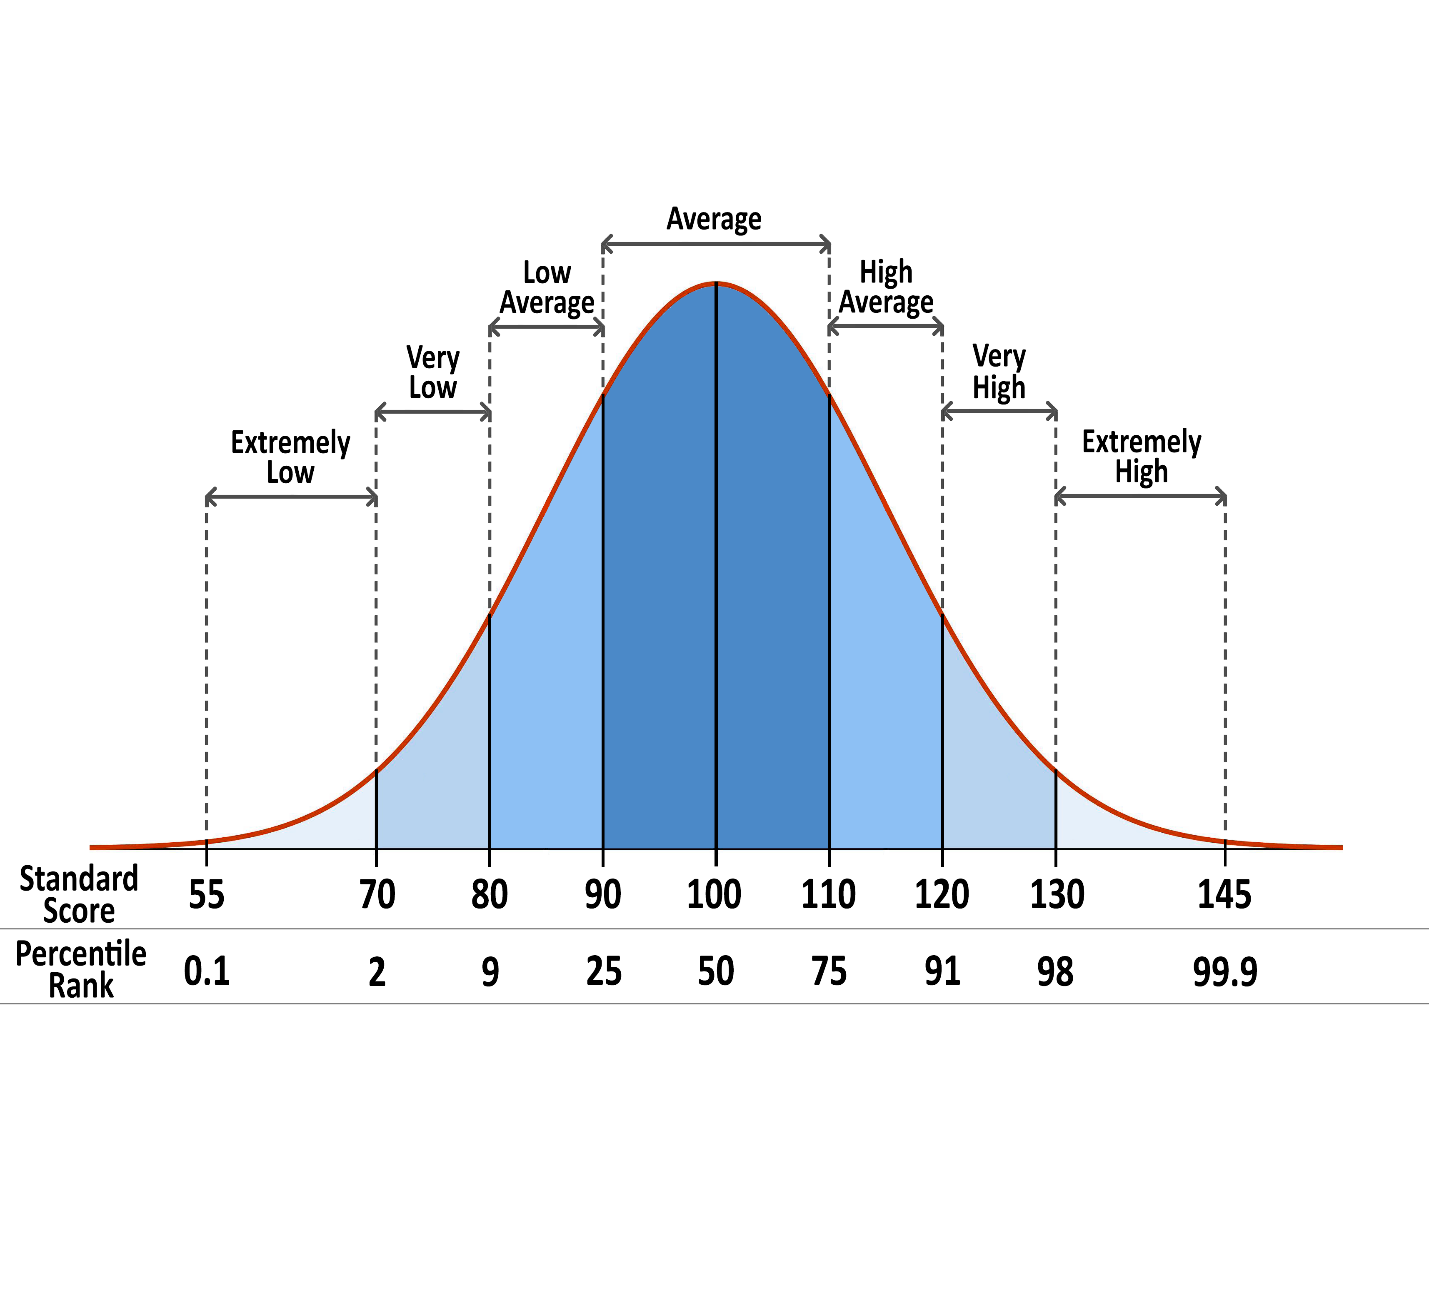 Average
Low
Average
High
Average
Very
Low
Very
High
Extremely
Low
Extremely
High
Standard
Score
55 70 80 90 100 110 120 130 145
Percentile
Rank
0.1 2 9 25 50 75 91 98 99.9